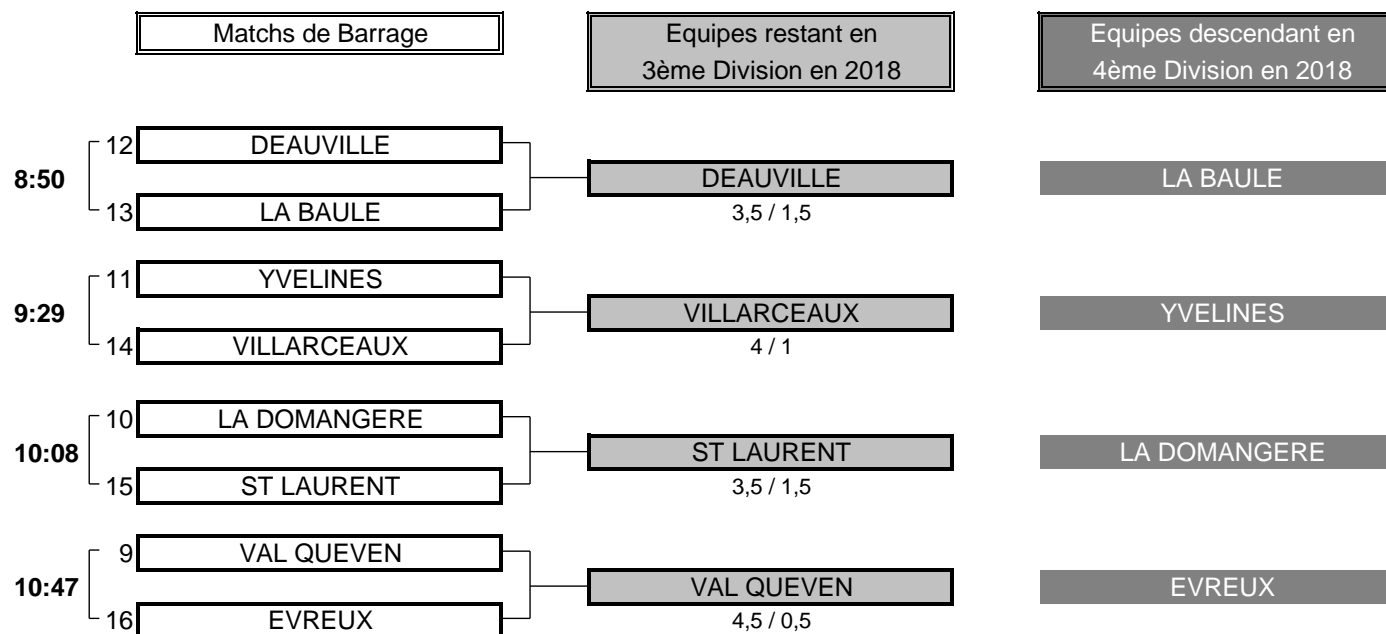 Matchs de Barrage
Equipes restant en
3ème Division en 2018
Equipes descendant en
4ème Division en 2018
12 DEAUVILLE
8:50 DEAUVILLE LA BAULE
13 LA BAULE 3,5 / 1,5
11 YVELINES
9:29 VILLARCEAUX YVELINES
14 VILLARCEAUX 4 / 1
10 LA DOMANGERE
10:08 ST LAURENT LA DOMANGERE
15 ST LAURENT 3,5 / 1,5
9 VAL QUEVEN
10:47 VAL QUEVEN EVREUX
16 EVREUX 4,5 / 0,5